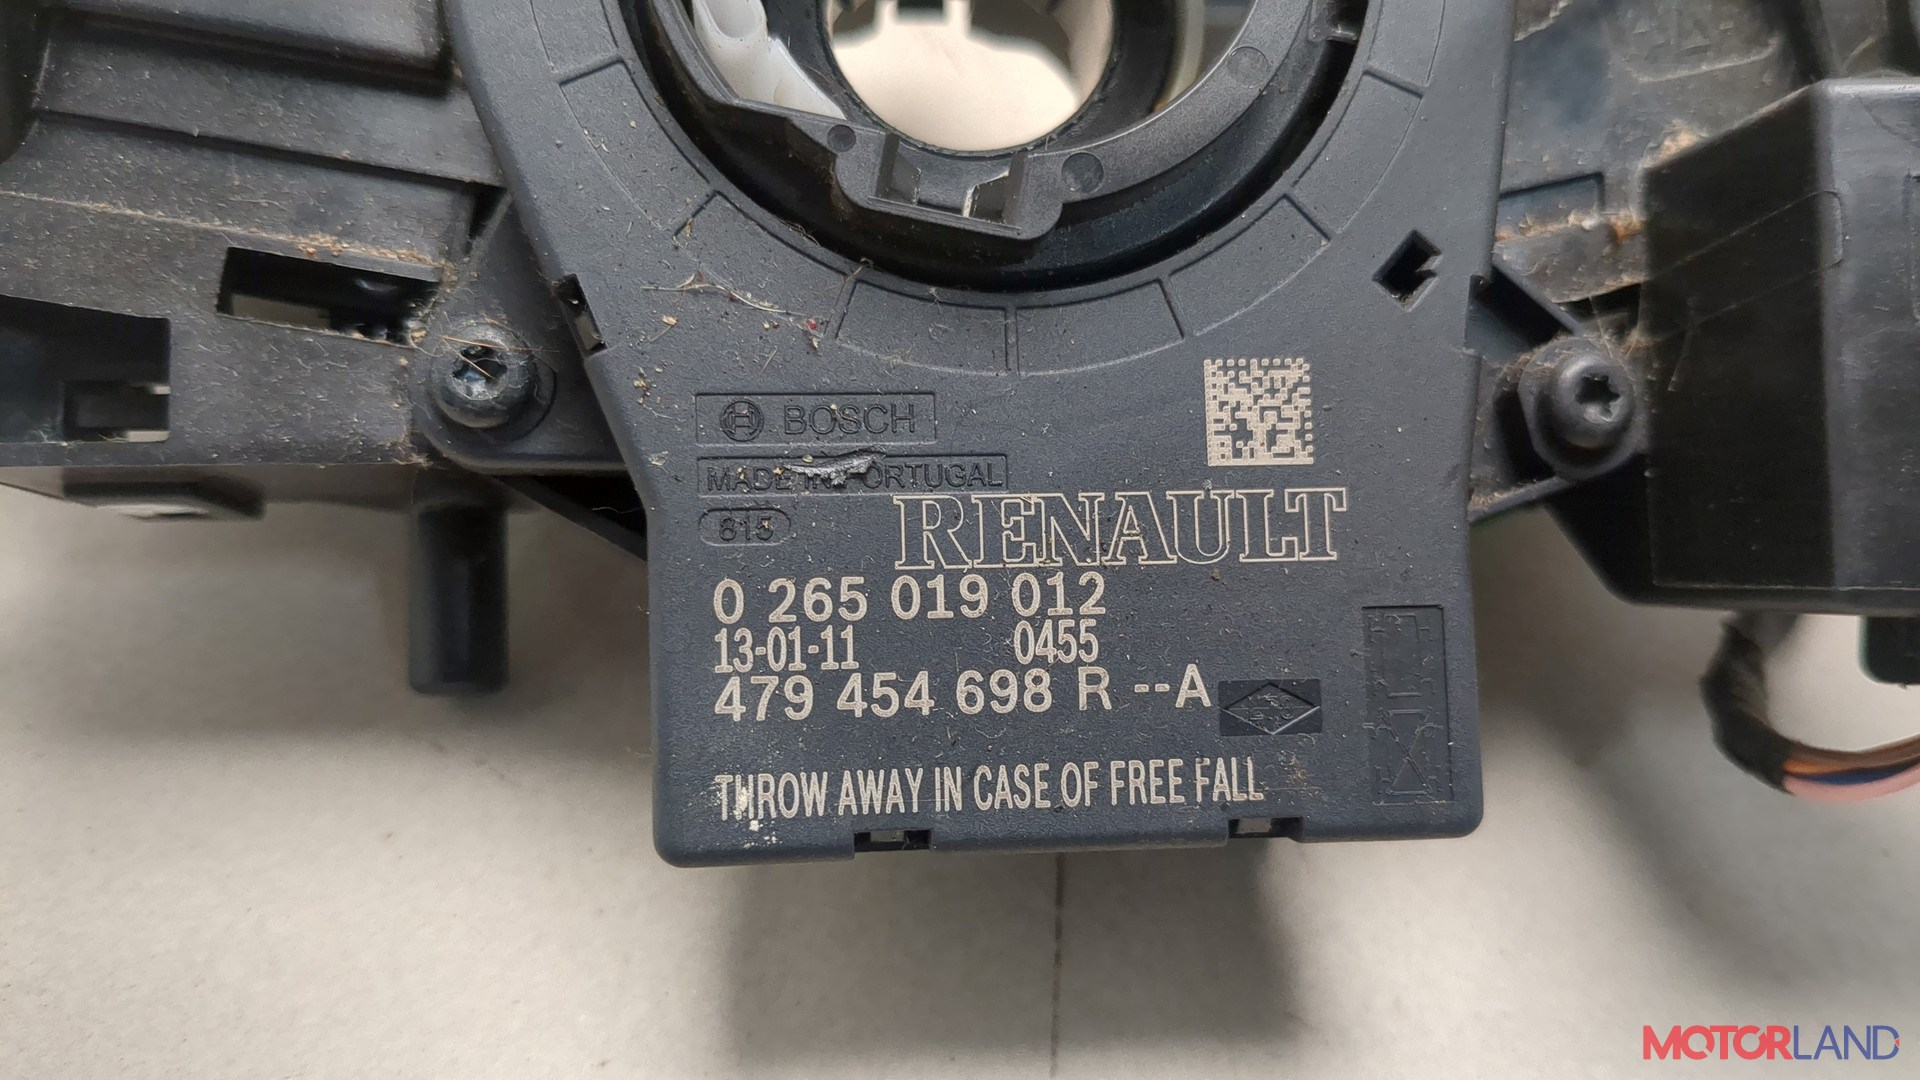 BOSCH
MADE IN PORTUGAL
815
RENAULT
0 265 019 012
13-01-11 0455
479 454 698 R --A
THROW AWAY IN CASE OF FREE FALL
MOTORLAND